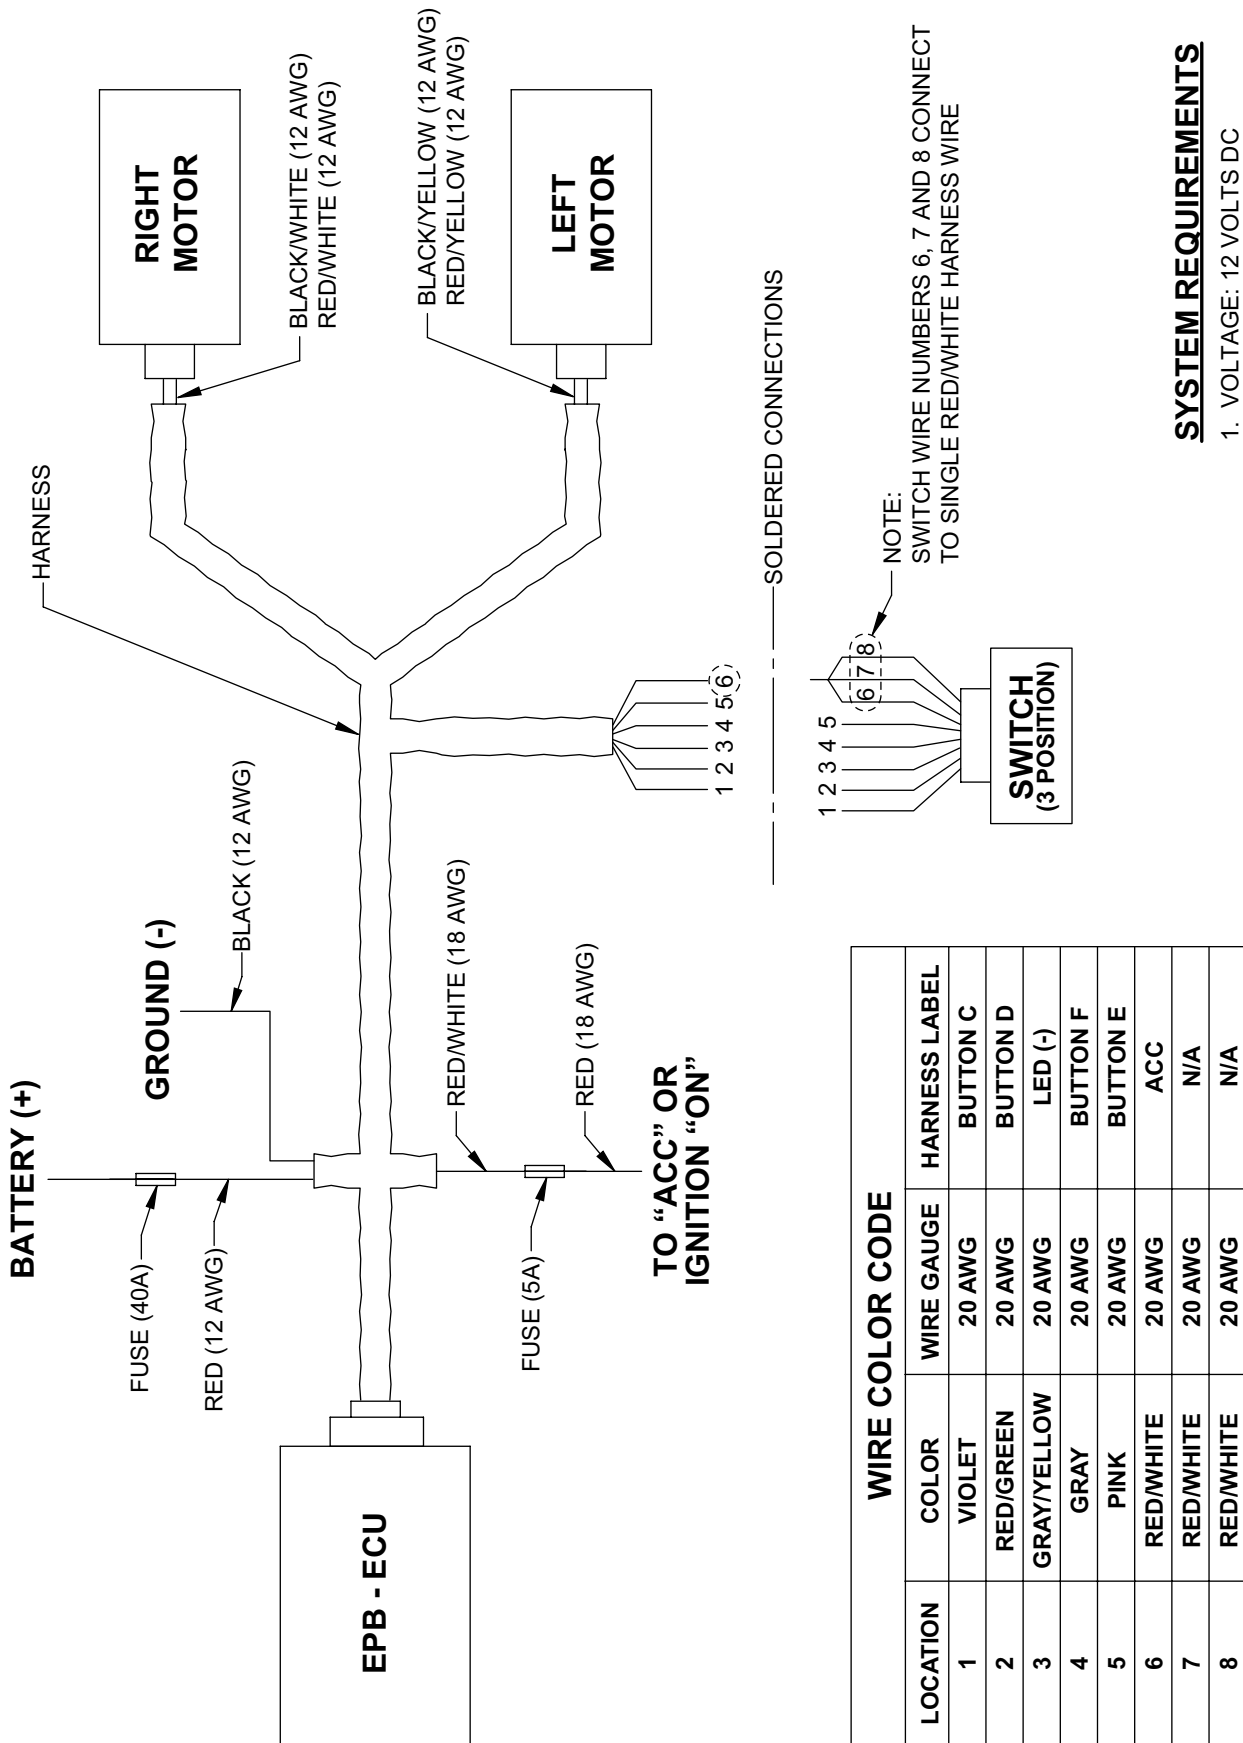 BATTERY (+)
GROUND (-)
FUSE (40A)
RED (12 AWG)
BLACK (12 AWG)
HARNESS
RIGHT
MOTOR
BLACK/WHITE (12 AWG)
RED/WHITE (12 AWG)
BLACK/YELLOW (12 AWG)
RED/YELLOW (12 AWG)
LEFT
MOTOR
EPB - ECU
FUSE (5A)
RED/WHITE (18 AWG)
RED (18 AWG)
TO “ACC” OR
IGNITION “ON”
1 2 3 4 5 6
SOLDERED CONNECTIONS
1 2 3 4 5 6 7 8
NOTE:
SWITCH WIRE NUMBERS 6, 7 AND 8 CONNECT
TO SINGLE RED/WHITE HARNESS WIRE
SWITCH
(3 POSITION)
WIRE COLOR CODE
LOCATION COLOR WIRE GAUGE HARNESS LABEL
1 VIOLET 20 AWG BUTTON C
2 RED/GREEN 20 AWG BUTTON D
3 GRAY/YELLOW 20 AWG LED (-)
4 GRAY 20 AWG BUTTON F
5 PINK 20 AWG BUTTON E
6 RED/WHITE 20 AWG ACC
7 RED/WHITE 20 AWG N/A
8 RED/WHITE 20 AWG N/A
SYSTEM REQUIREMENTS
1. VOLTAGE: 12 VOLTS DC